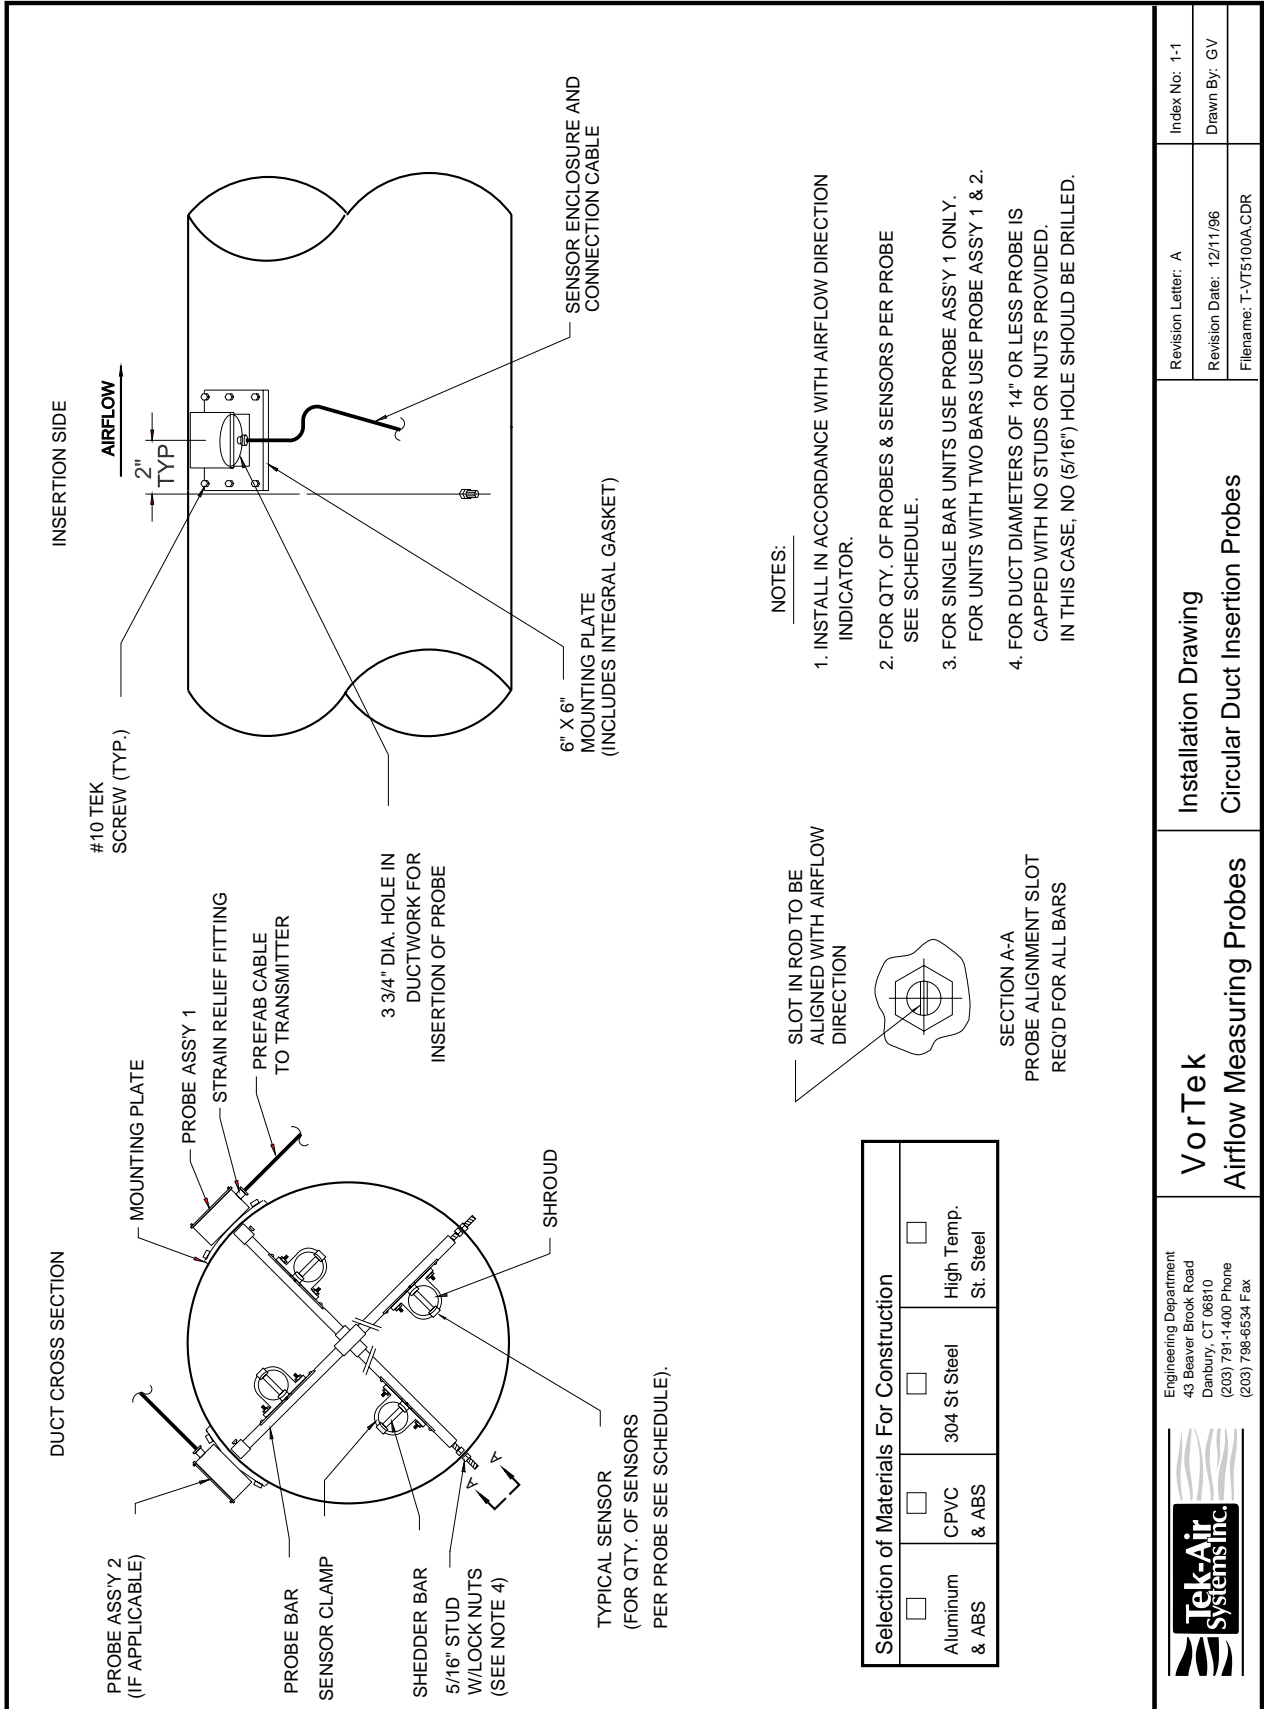 DUCT CROSS SECTION
INSERTION SIDE
PROBE ASS'Y 2
(IF APPLICABLE)
PROBE BAR
SENSOR CLAMP
SHEDDER BAR
5/16" STUD
W/LOCK NUTS
(SEE NOTE 4)
A
A
TYPICAL SENSOR
(FOR QTY. OF SENSORS
PER PROBE SEE SCHEDULE).
MOUNTING PLATE
PROBE ASS'Y 1
STRAIN RELIEF FITTING
PREFAB CABLE
TO TRANSMITTER
SHROUD
#10 TEK
SCREW (TYP.)
3 3/4" DIA. HOLE IN
DUCTWORK FOR
INSERTION OF PROBE
AIRFLOW
2"
TYP
6" X 6"
MOUNTING PLATE
(INCLUDES INTEGRAL GASKET)
SENSOR ENCLOSURE AND
CONNECTION CABLE
Selection of Materials For Construction
Aluminum
& ABS
CPVC
& ABS
304 St Steel
High Temp.
St. Steel
SLOT IN ROD TO BE
ALIGNED WITH AIRFLOW
DIRECTION
SECTION A-A
PROBE ALIGNMENT SLOT
REQ'D FOR ALL BARS
NOTES:
1. INSTALL IN ACCORDANCE WITH AIRFLOW DIRECTION
INDICATOR.
2. FOR QTY. OF PROBES & SENSORS PER PROBE
SEE SCHEDULE.
3. FOR SINGLE BAR UNITS USE PROBE ASS'Y 1 ONLY.
FOR UNITS WITH TWO BARS USE PROBE ASS'Y 1 & 2.
4. FOR DUCT DIAMETERS OF 14" OR LESS PROBE IS
CAPPED WITH NO STUDS OR NUTS PROVIDED.
IN THIS CASE, NO (5/16") HOLE SHOULD BE DRILLED.
Tek-Air
Systems Inc.
Engineering Department
43 Beaver Brook Road
Danbury, CT 06810
(203) 791-1400 Phone
(203) 798-6534 Fax
VorTek
Airflow Measuring Probes
Installation Drawing
Circular Duct Insertion Probes
Revision Letter: A
Index No: 1-1
Revision Date: 12/11/96
Drawn By: GV
Filename: T-VT5100A.CDR